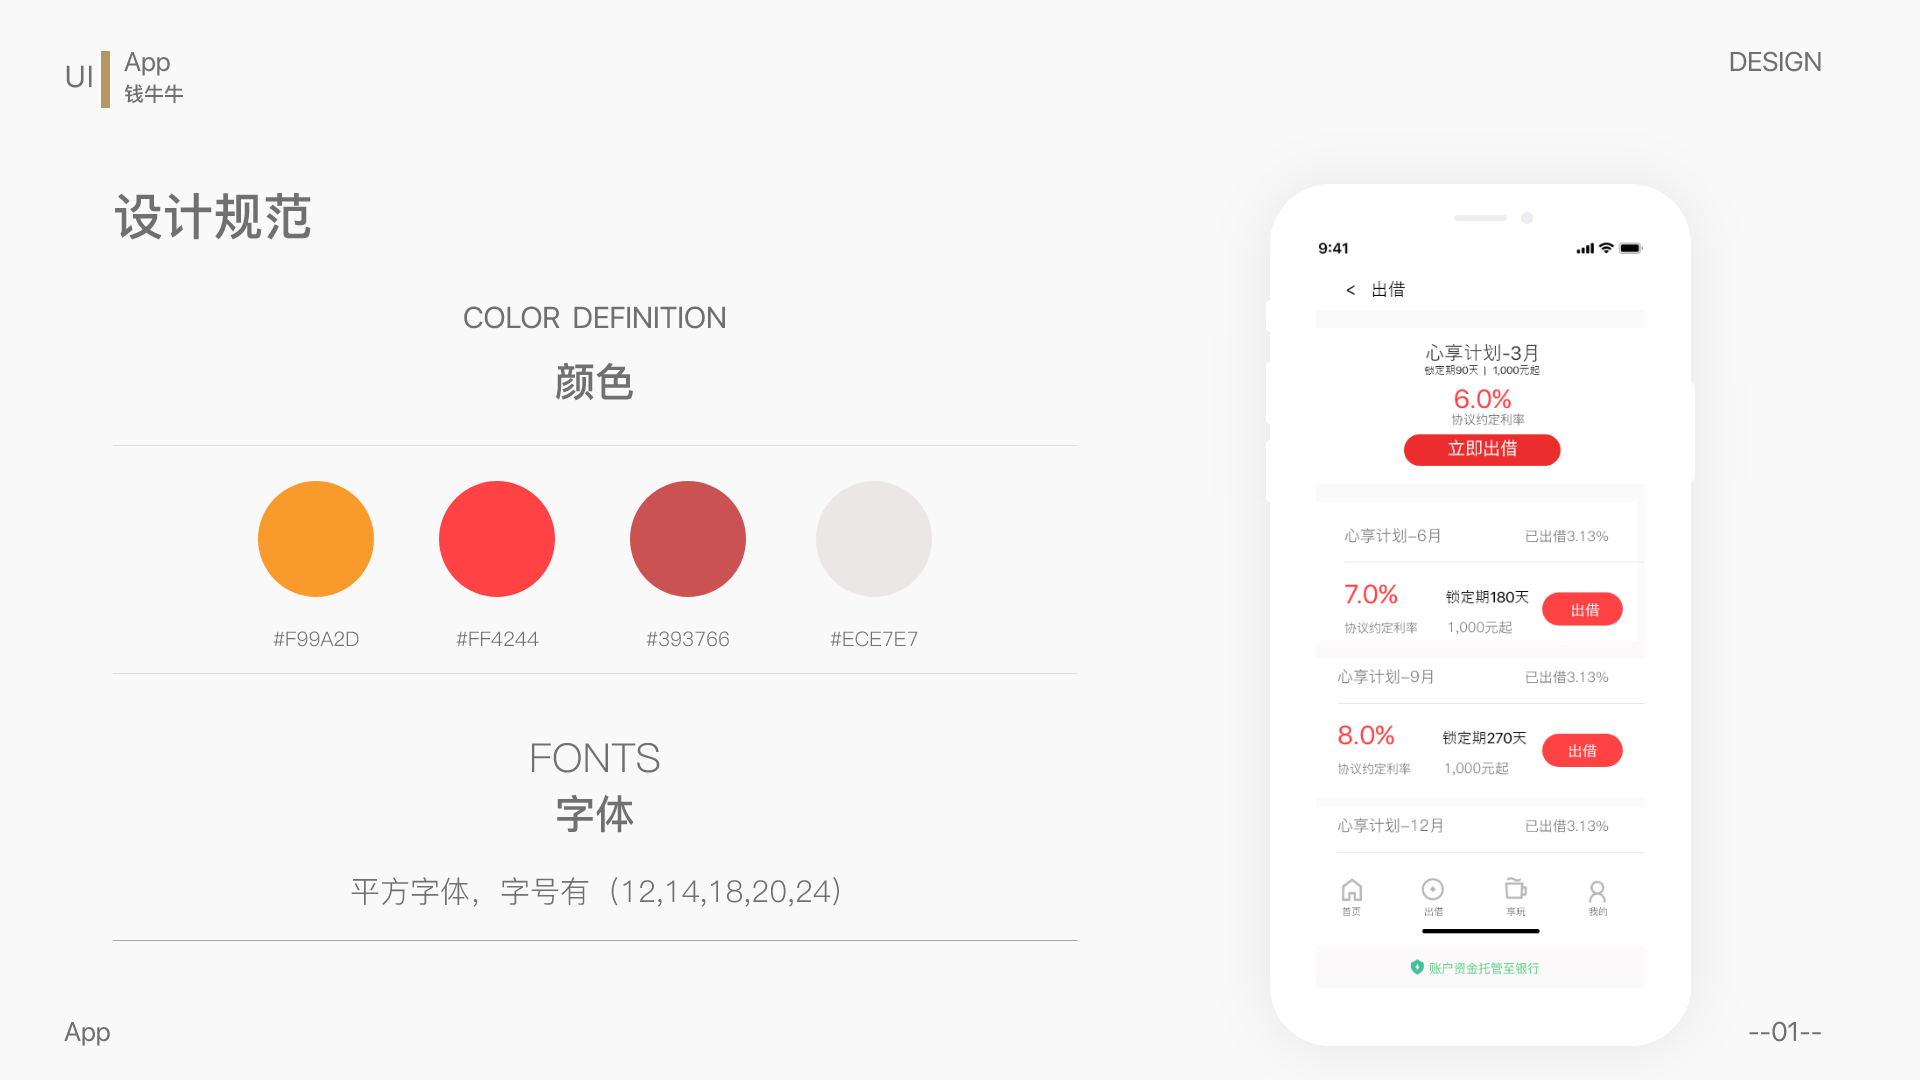 UI
App
钱牛牛
DESIGN
设计规范
COLOR DEFINITION
颜色
#F99A2D #FF4244 #393766 #ECE7E7
FONTS
字体
平方字体，字号有（12,14,18,20,24）
App
--01--
9:41
< 出借
心享计划-3月
锁定期90天 | 1,000元起
6.0%
协议约定利率
立即出借
心享计划-6月 已出借3.13%
7.0% 锁定期180天 出借
协议约定利率 1,000元起
心享计划-9月 已出借3.13%
8.0% 锁定期270天 出借
协议约定利率 1,000元起
心享计划-12月 已出借3.13%
首页 出借 享玩 我的
账户资金托管至银行